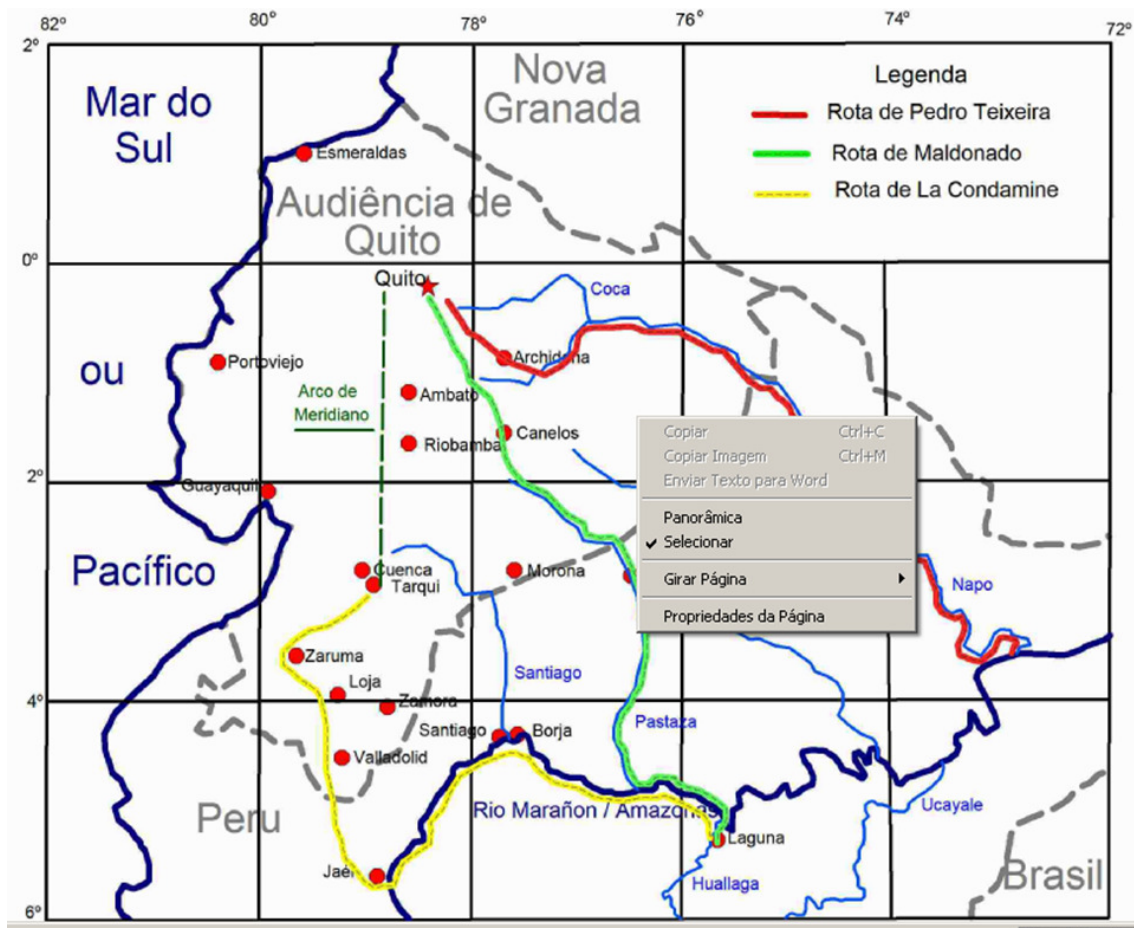 82° 80° 78° 76° 74° 72°
2°
Mar do
Sul
Nova
Granada
Legenda
Rota de Pedro Teixeira
Rota de Maldonado
Rota de La Condamine
Esmeraldas
Audiência de
Quito
0°
Quito
Coca
ou
Portoviejo
Archidona
Arco de
Meridiano
Ambato
Riobamba
Canelos
Copiar Ctrl+C
Copiar Imagem Ctrl+M
Enviar Texto para Word
Panorâmica
Selecionar
Girar Página
Propriedades da Página
2°
Guayaquil
Pacífico
Cuenca
Tarqui
Morona
Napo
Zaruma
Loja
Zamora
Santiago
4°
Santiago
Borja
Pastaza
Valladolid
Peru
Rio Marañon / Amazonas
Ucayale
Laguna
Jaén
Huallaga
Brasil
6°